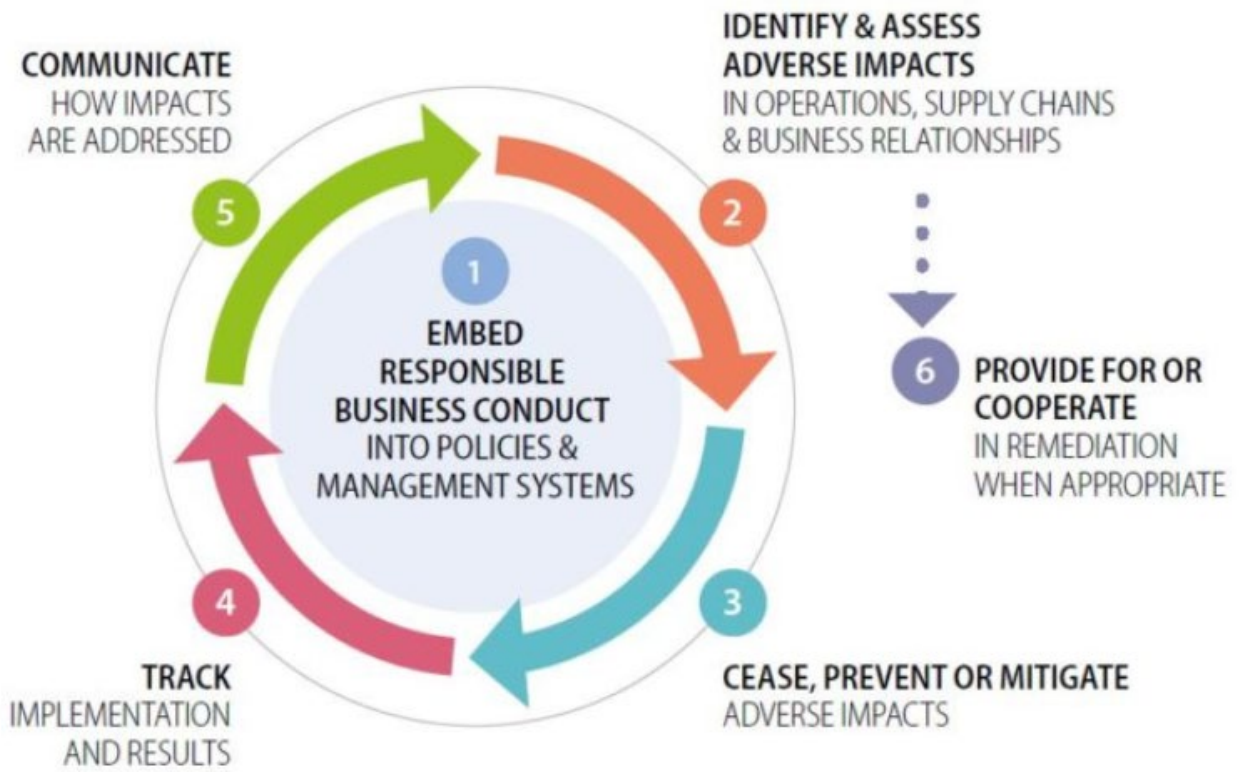 COMMUNICATE
HOW IMPACTS
ARE ADDRESSED
5
IDENTIFY & ASSESS
ADVERSE IMPACTS
IN OPERATIONS, SUPPLY CHAINS
& BUSINESS RELATIONSHIPS
2
1
EMBED
RESPONSIBLE
BUSINESS CONDUCT
INTO POLICIES &
MANAGEMENT SYSTEMS
6
PROVIDE FOR OR
COOPERATE
IN REMEDIATION
WHEN APPROPRIATE
4
TRACK
IMPLEMENTATION
AND RESULTS
3
CEASE, PREVENT OR MITIGATE
ADVERSE IMPACTS